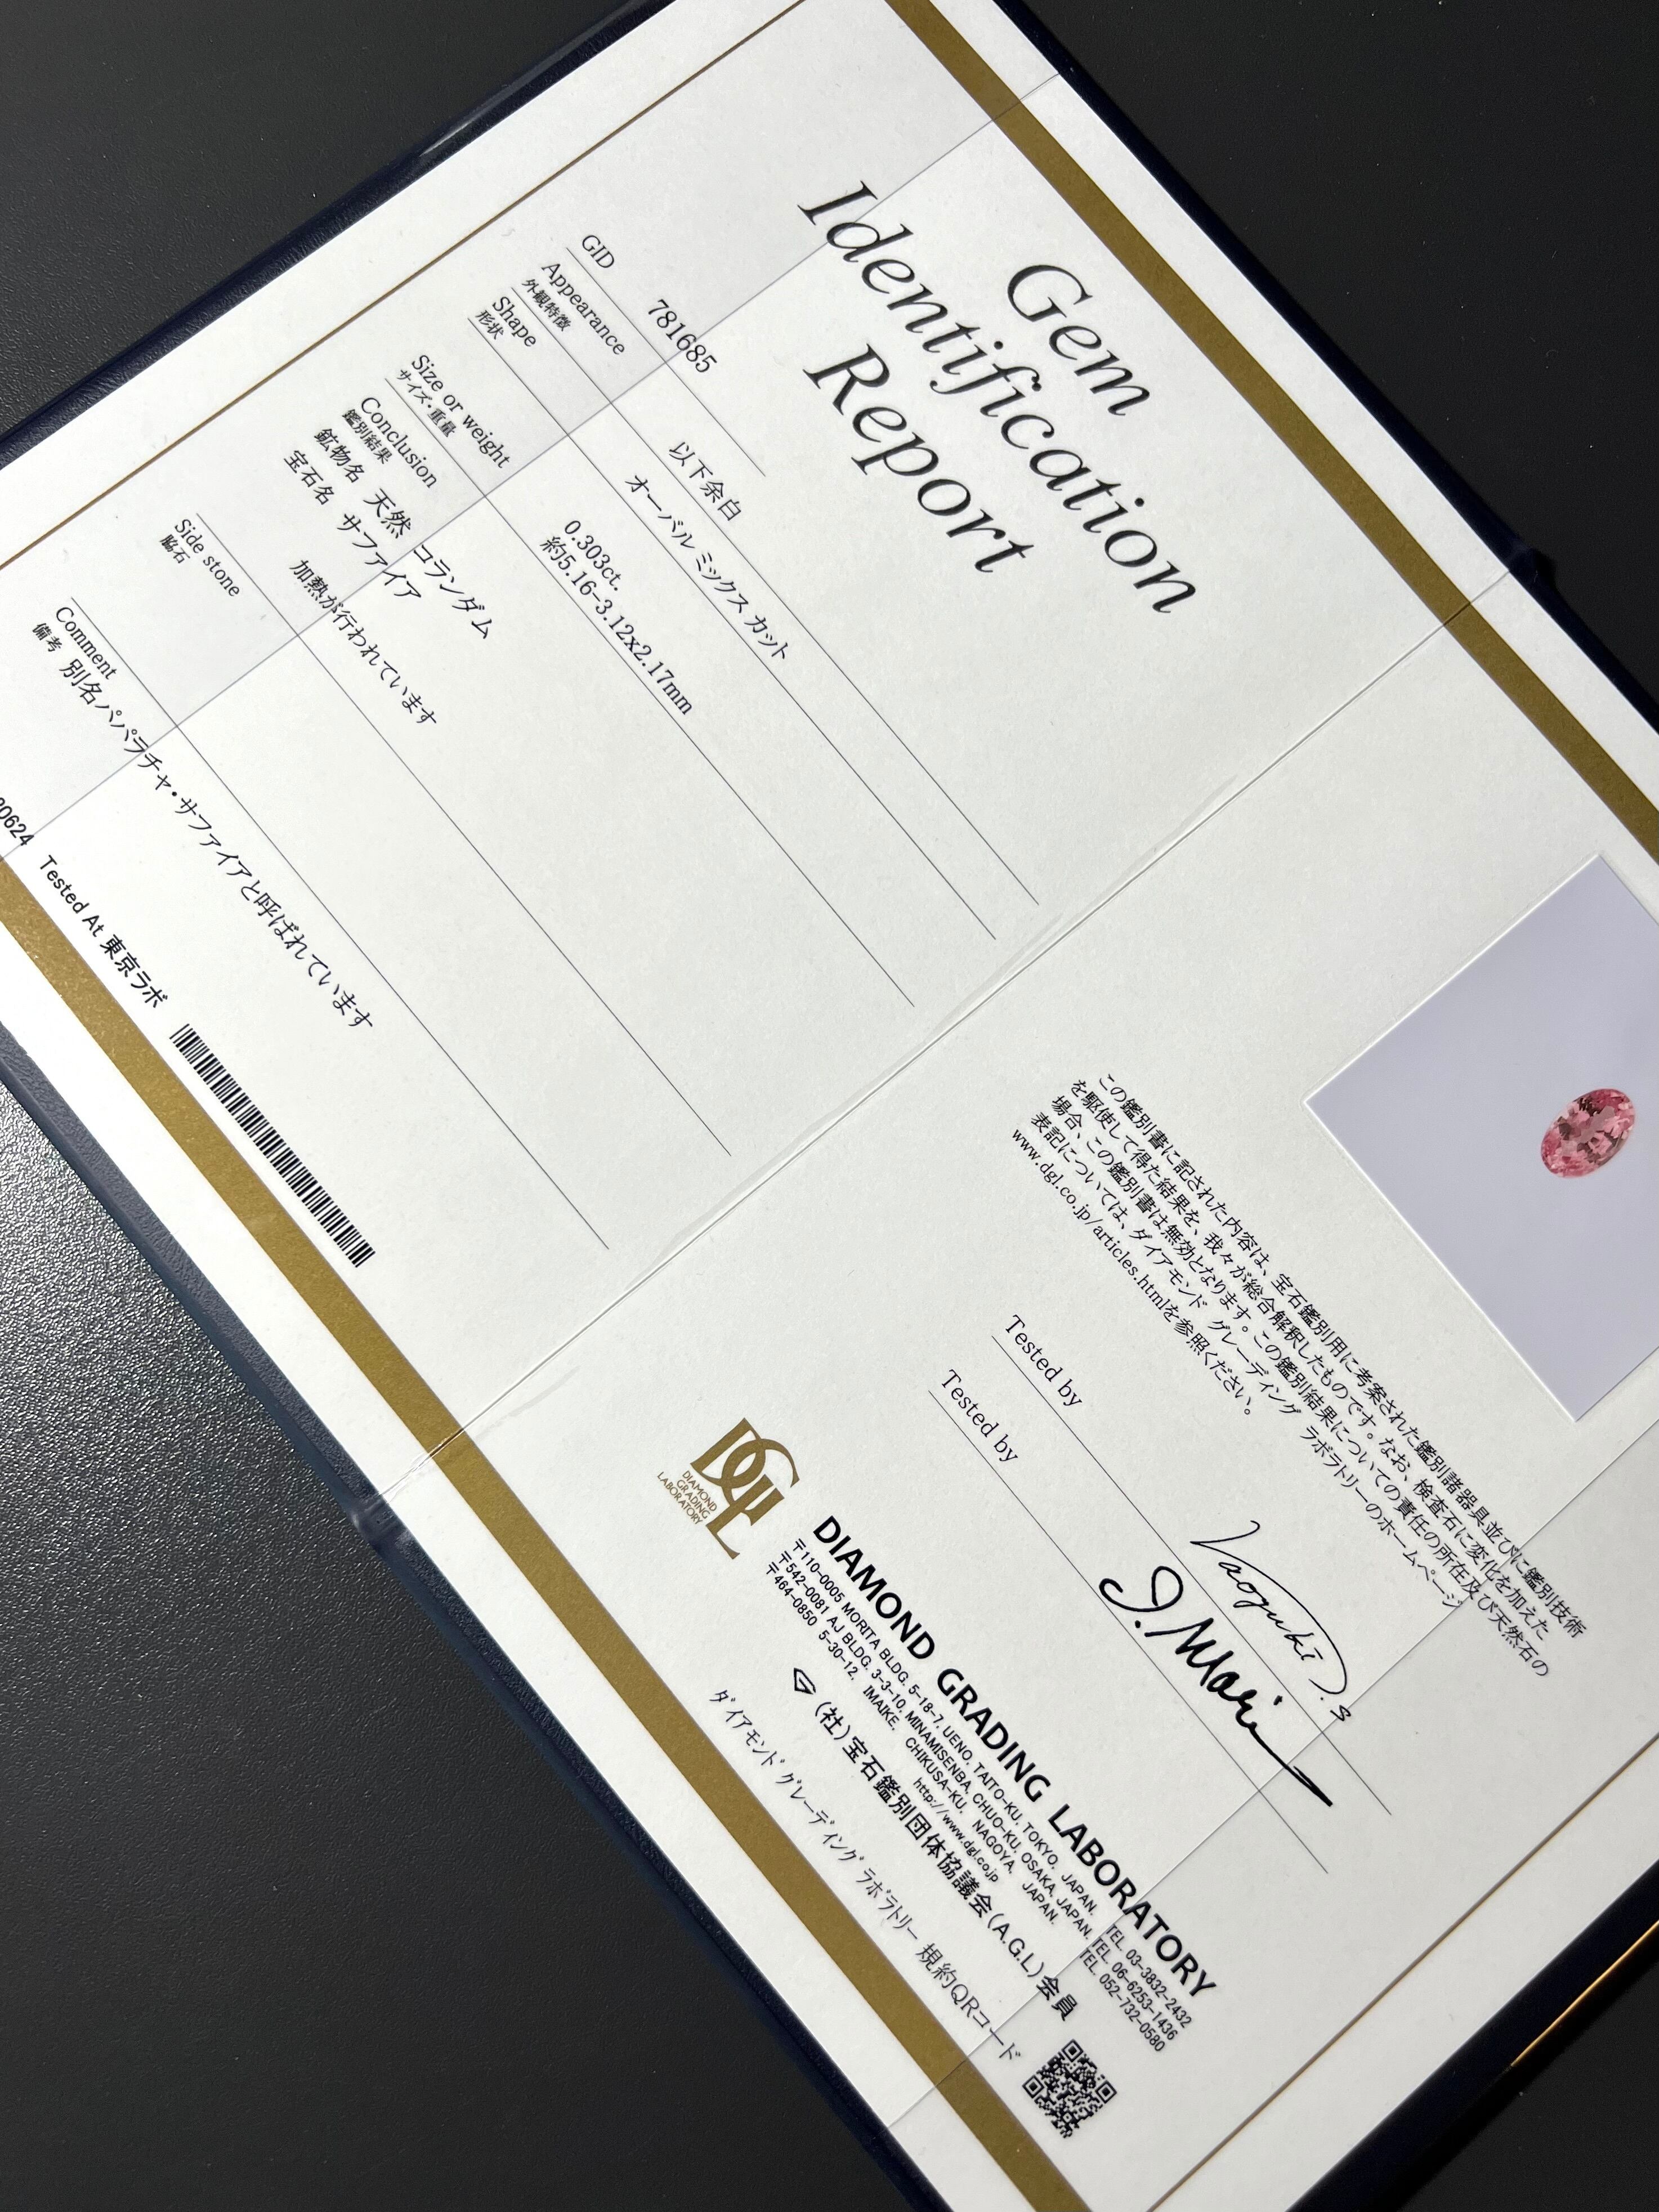 Gem
Identification
Report
GID 781685
Appearance
外観特徴
以下余白
Shape
形状
オーバル ミックス カット
Size or weight
サイズ・重量
0.303ct.
約5.16-3.12x2.17mm
Conclusion
鑑別結果
鉱物名 天然 コランダム
宝石名 サファイア
加熱が行われています
Side stone
脇石
Comment
備考 別名パパラチャ・サファイアと呼ばれています
0624 Tested At 東京ラボ
この鑑別書に記された内容は、宝石鑑別用に考案された鑑別諸器具並びに鑑別技術
を駆使して得た結果を、我々が総合解釈したものです。なお、検査石に変化を加えた
場合、この鑑別書は無効となります。この鑑別結果についての責任の所在及び天然石の
表記については、ダイアモンド グレーディング ラボラトリーのホームページ
www.dgl.co.jp/articles.htmlを参照ください。
Tested by
Tested by
DGL
DIAMOND
GRADING
LABORATORY
DIAMOND GRADING LABORATORY
〒110-0005 MORITA BLDG. 5-18-7, UENO, TAITO-KU, TOKYO, JAPAN. TEL 03-3832-2432
〒542-0081 AJ BLDG. 3-3-10, MINAMISENBA, CHUO-KU, OSAKA, JAPAN. TEL 06-6253-1436
〒464-0850 5-30-12, IMAIKE, CHIKUSA-KU, NAGOYA, JAPAN. TEL 052-732-0580
http://www.dgl.co.jp
(社)宝石鑑別団体協議会(A.G.L)会員
ダイアモンド グレーディング ラボラトリー 規約QRコード